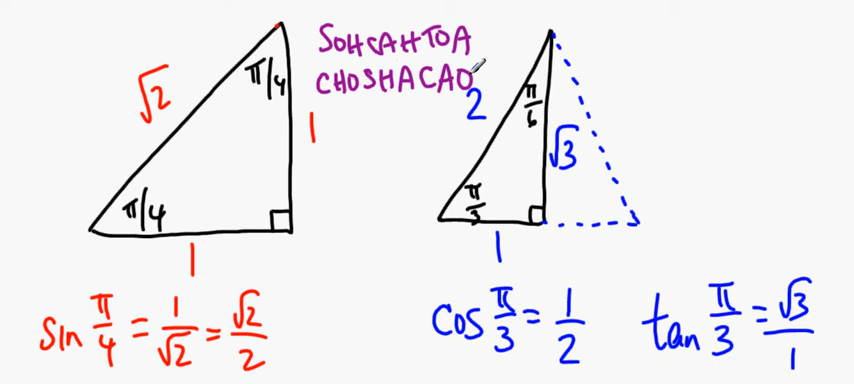 SOHCAHTOA
CHOSHACAO
√2
π/4
1
π/4
1
2
π/6
√3
π/3
1
sin π/4 = 1/√2 = √2/2
cos π/3 = 1/2
tan π/3 = √3/1